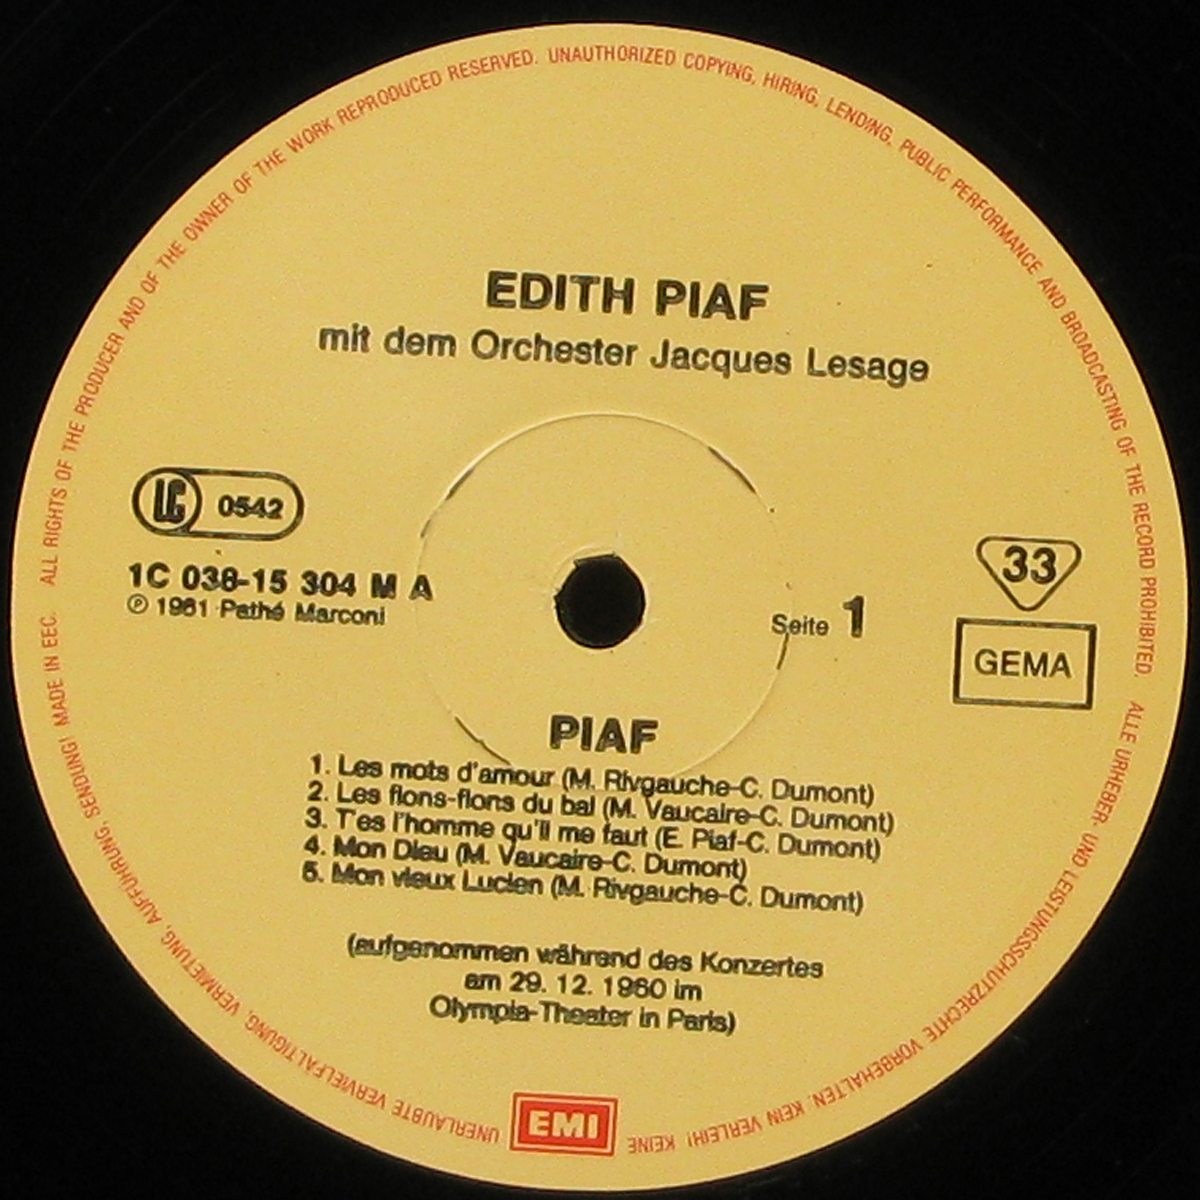 ALL RIGHTS OF THE PRODUCER AND OF THE OWNER OF THE WORK REPRODUCED RESERVED. UNAUTHORIZED COPYING, HIRING, LENDING, PUBLIC PERFORMANCE AND BROADCASTING OF THE RECORD PROHIBITED.
EDITH PIAF
mit dem Orchester Jacques Lesage
LC 0542
1C 038-15 304 M A
℗ 1961 Pathé Marconi
33
Seite 1
GEMA
PIAF
1. Les mots d'amour (M. Rivgauche-C. Dumont)
2. Les flons-flons du bal (M. Vaucaire-C. Dumont)
3. T'es l'homme qu'il me faut (E. Piaf-C. Dumont)
4. Mon Dieu (M. Vaucaire-C. Dumont)
5. Mon vieux Lucien (M. Rivgauche-C. Dumont)
(aufgenommen während des Konzertes
am 29. 12. 1960 im
Olympia-Theater in Paris)
EMI
ALLE URHEBER- UND LEISTUNGSSCHUTZRECHTE VORBEHALTEN. KEIN VERLEIH! KEINE UNERLAUBTE VERVIELFÄLTIGUNG, VERMIETUNG, AUFFÜHRUNG, SENDUNG! MADE IN EEC.